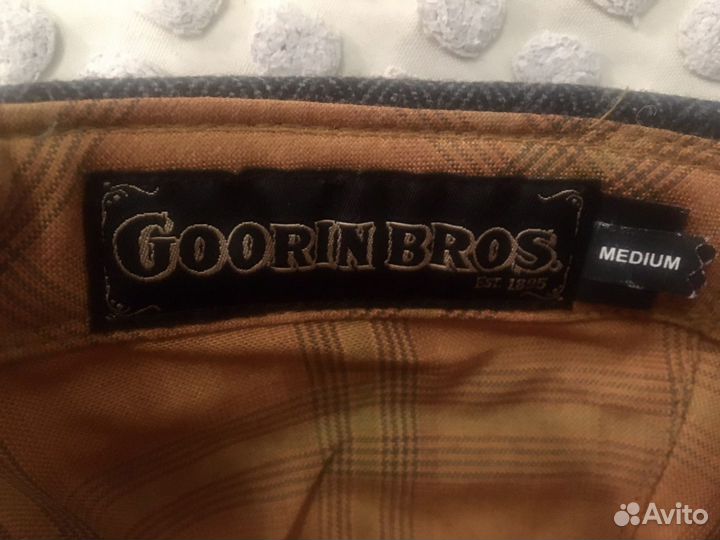 GOORIN BROS.
EST. 1895
MEDIUM
Avito